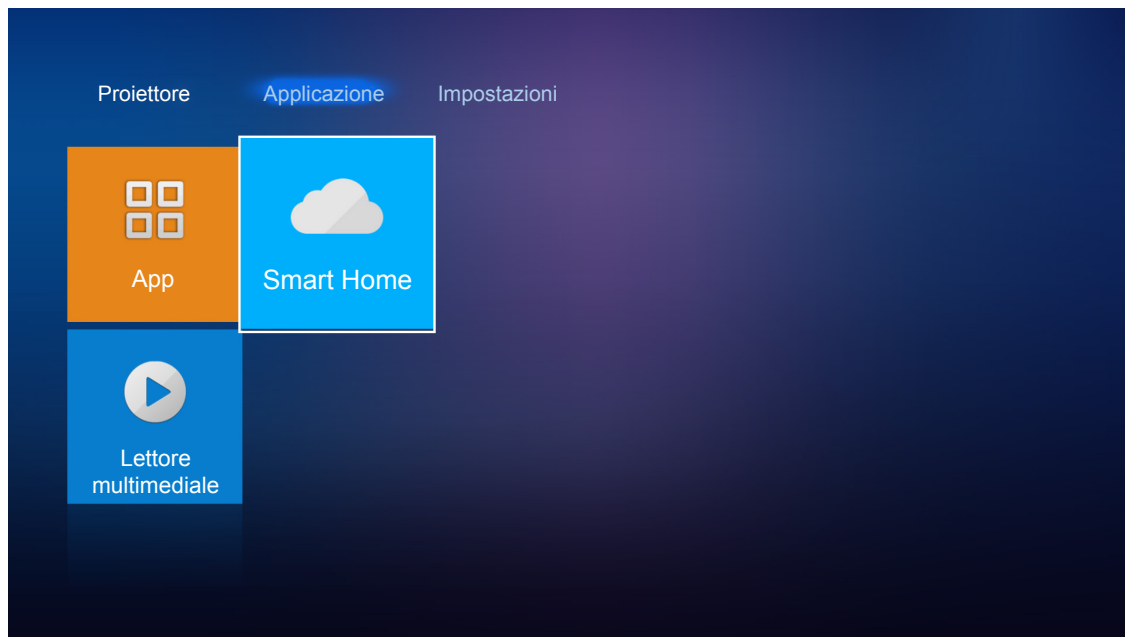 Proiettore
Applicazione
Impostazioni
App
Smart Home
Lettore
multimediale